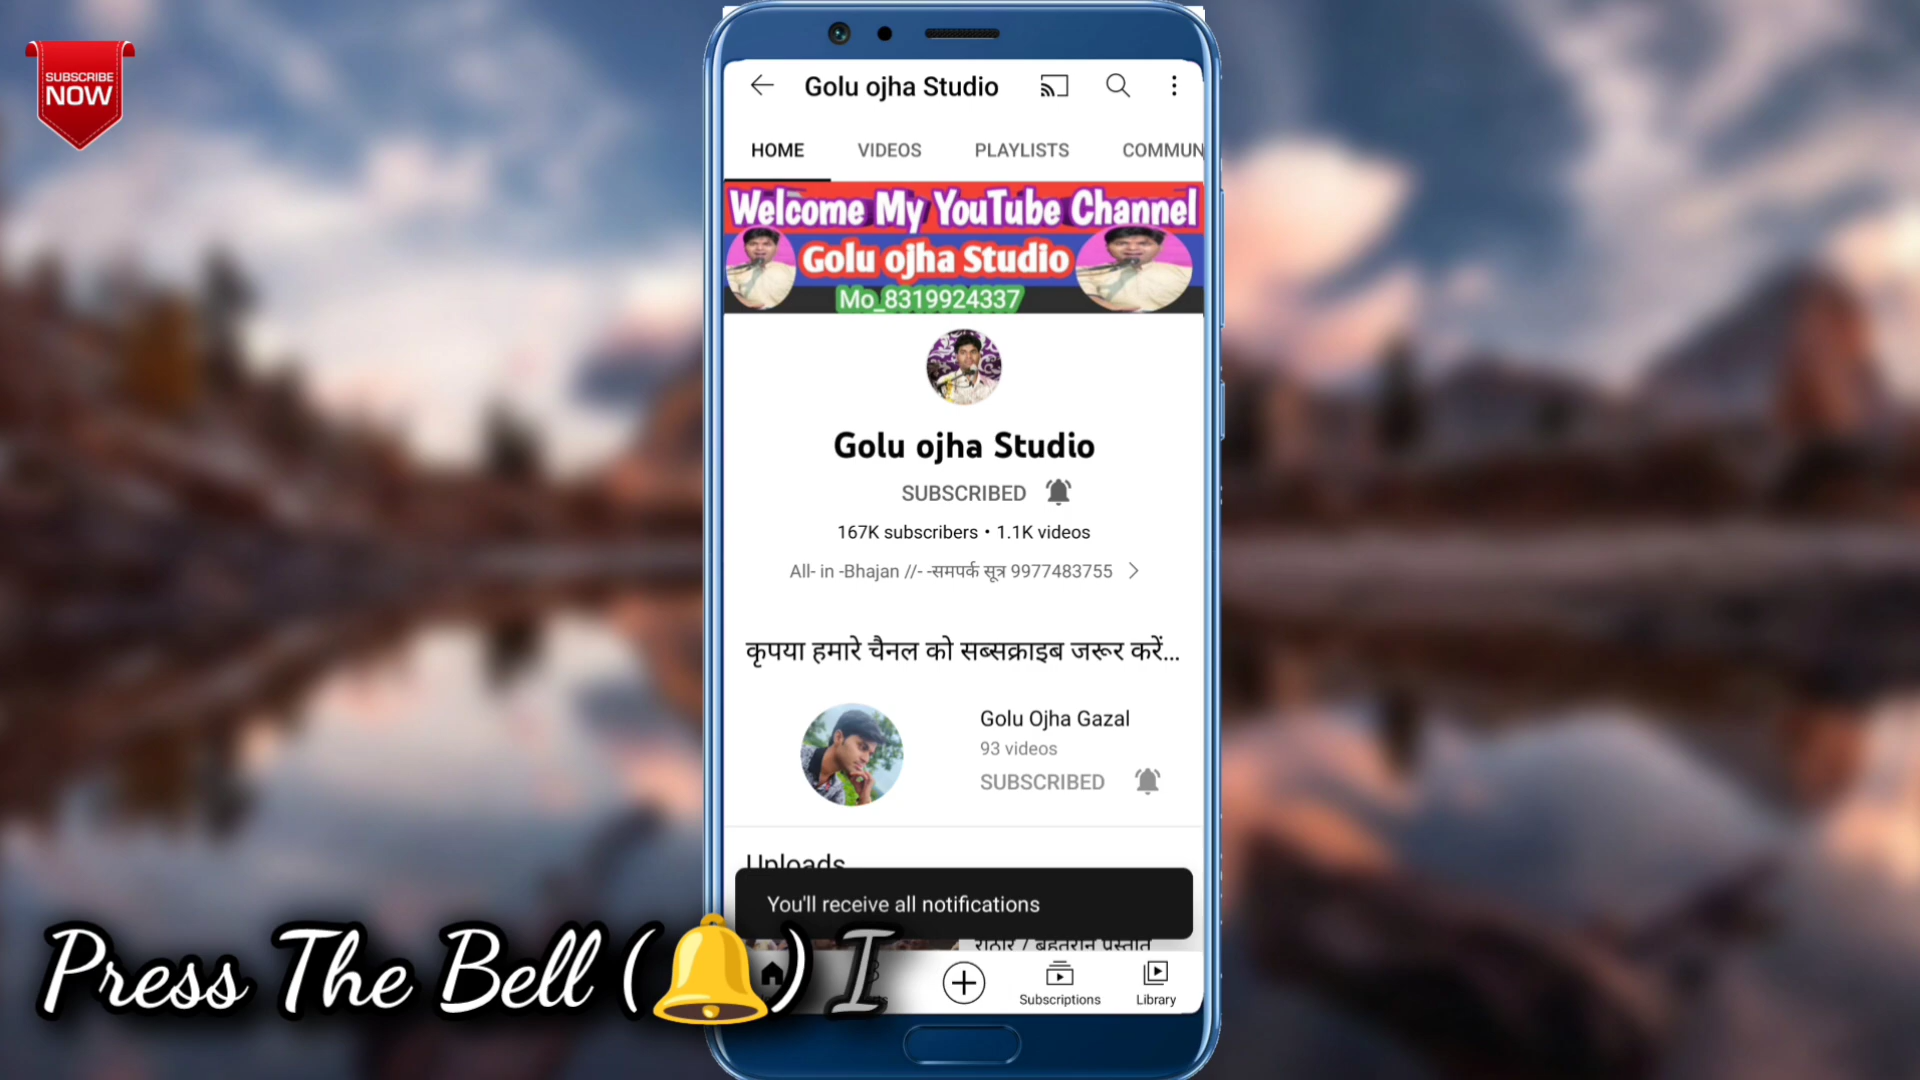 SUBSCRIBE
NOW
Golu ojha Studio
HOME VIDEOS PLAYLISTS COMMUN
Welcome My YouTube Channel
Golu ojha Studio
Mo_8319924337
Golu ojha Studio
SUBSCRIBED
167K subscribers • 1.1K videos
All- in -Bhajan //- -समपर्क सूत्र 9977483755
कृपया हमारे चैनल को सब्सक्राइब जरूर करें...
Golu Ojha Gazal
93 videos
SUBSCRIBED
Uploads
You'll receive all notifications
राठौर / बेहतरीन प्रस्तुति
Press The Bell (🔔) I
Subscriptions Library